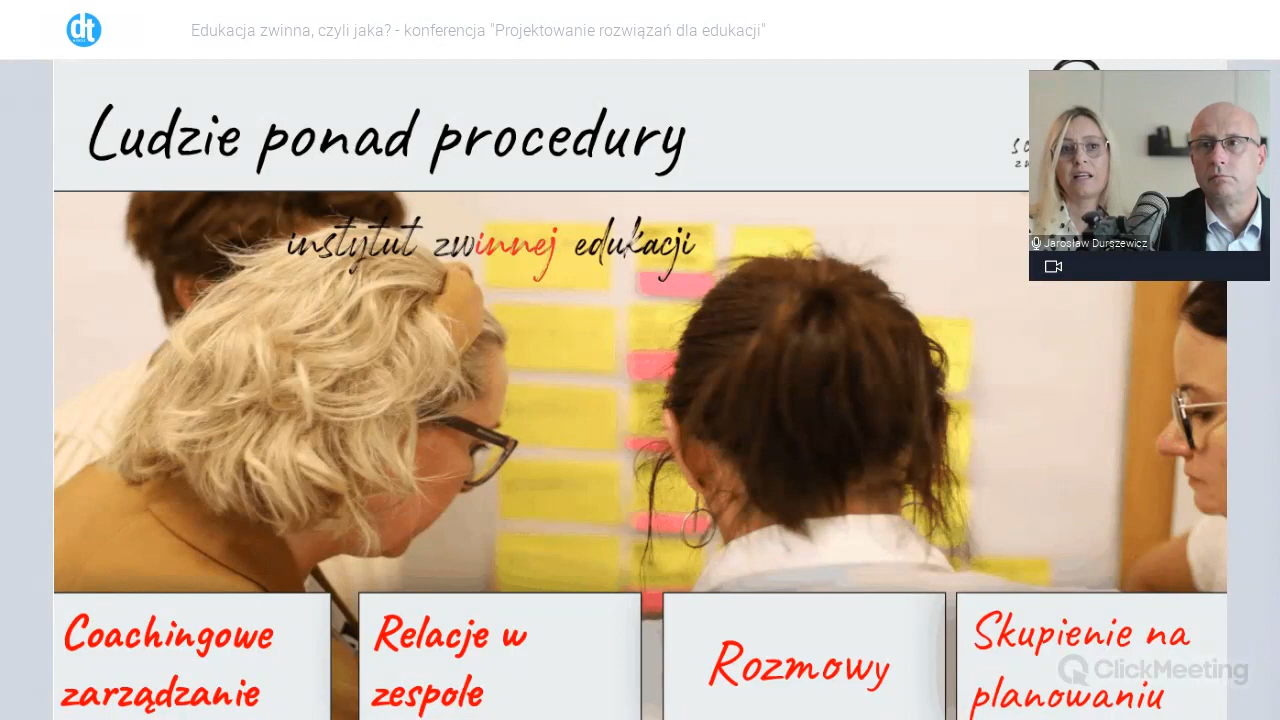 dt
Edukacja zwinna, czyli jaka? - konferencja "Projektowanie rozwiązań dla edukacji"
Ludzie ponad procedury
instytut zwinnej edukacji
Jarosław Durszewicz
Coachingowe
zarządzanie
Relacje w
zespole
Rozmowy
Skupienie na
planowaniu
ClickMeeting